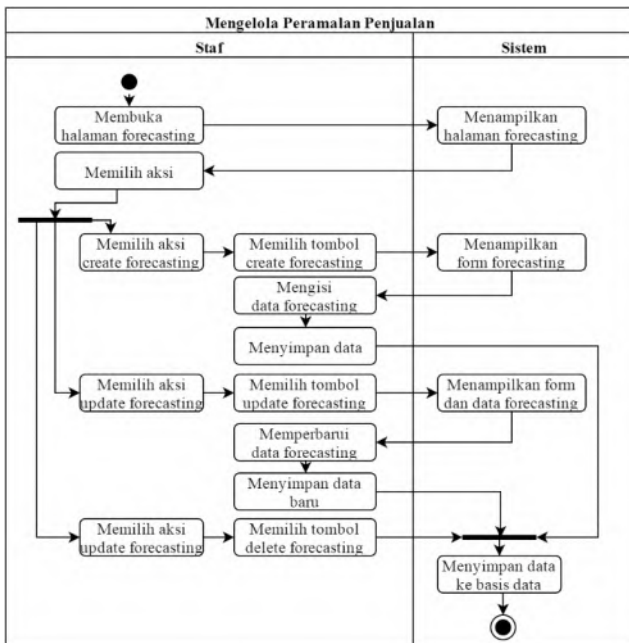 Mengelola Peramalan Penjualan
Staf
Sistem
Membuka
halaman forecasting
Menampilkan
halaman forecasting
Memilih aksi
Memilih aksi
create forecasting
Memilih tombol
create forecasting
Menampilkan
form forecasting
Mengisi
data forecasting
Menyimpan data
Memilih aksi
update forecasting
Memilih tombol
update forecasting
Menampilkan form
dan data forecasting
Memperbarui
data forecasting
Menyimpan data
baru
Memilih aksi
update forecasting
Memilih tombol
delete forecasting
Menyimpan data
ke basis data